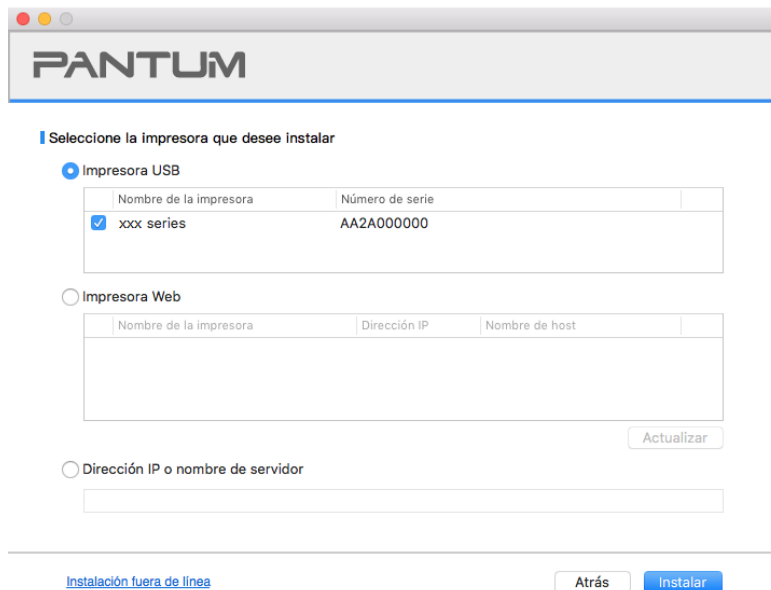 PANTUM
Seleccione la impresora que desee instalar
Impresora USB
Nombre de la impresora Número de serie
xxx series AA2A000000
Impresora Web
Nombre de la impresora Dirección IP Nombre de host
Actualizar
Dirección IP o nombre de servidor
Instalación fuera de línea Atrás Instalar